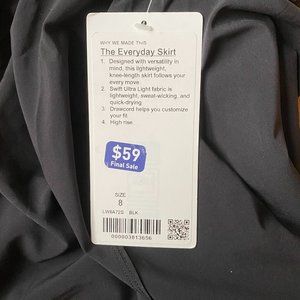 WHY WE MADE THIS
The Everyday Skirt
1. Designed with versatility in
mind, this lightweight,
knee-length skirt follows your
every move
2. Swift Ultra Light fabric is
lightweight, sweat-wicking, and
quick-drying
3. Drawcord helps you customize
your fit
4. High rise
$59
Final Sale
SIZE
8
LW8A72S BLK
000003813656